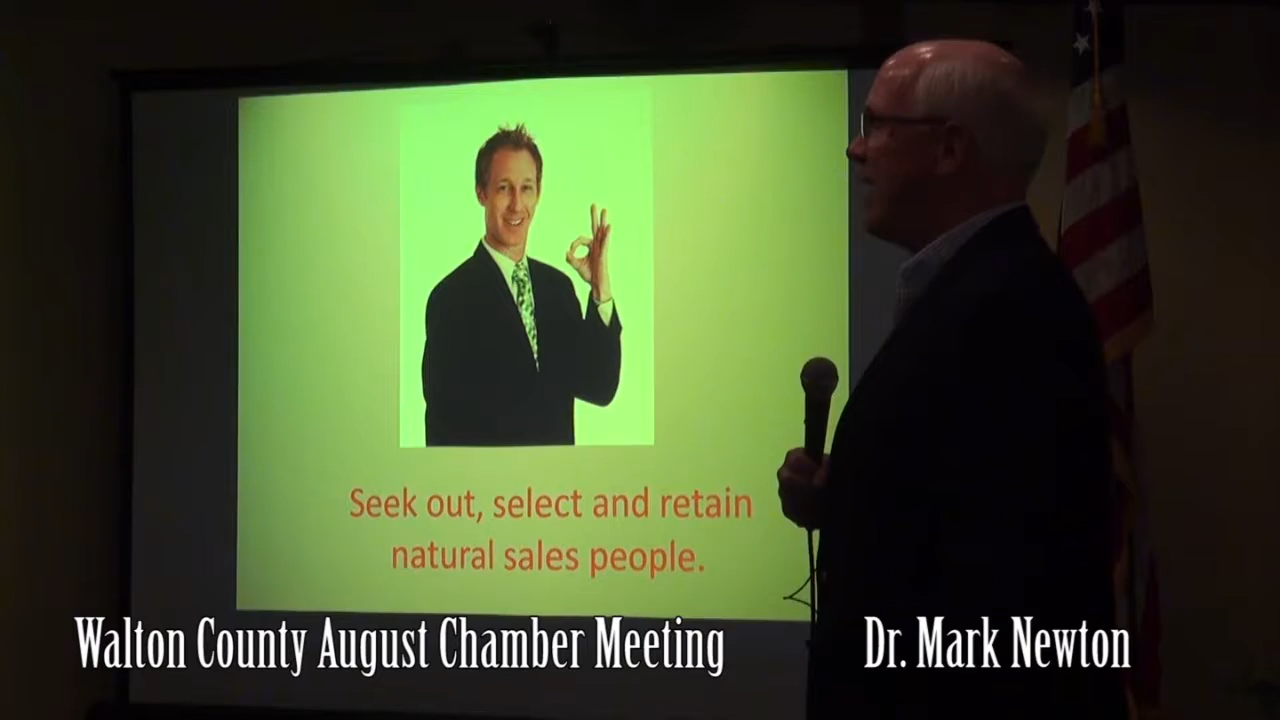 Seek out, select and retain
natural sales people.
Walton County August Chamber Meeting
Dr. Mark Newton